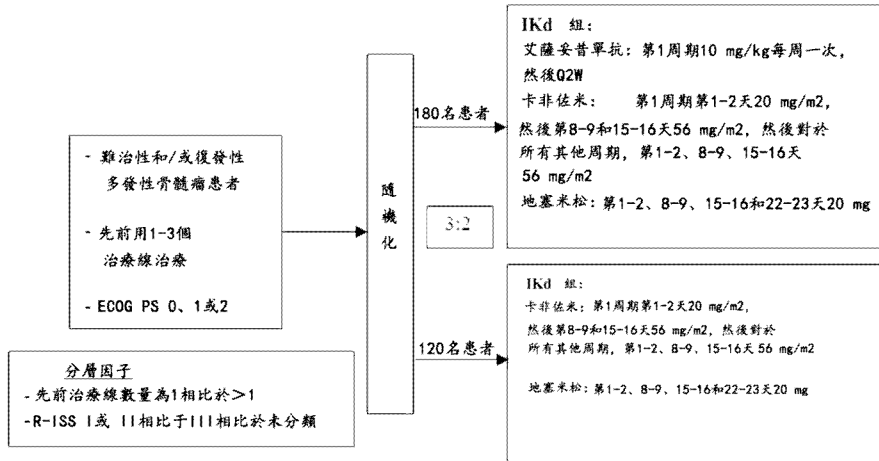 - 難治性和/或復發性
多發性骨髓瘤患者
- 先前用1-3個
治療線治療
- ECOG PS 0、1或2
分層因子
- 先前治療線數量為1相比於>1
- R-ISS I或 II相比于III相比於未分類
隨機化
180名患者
3:2
120名患者
IKd 組:
艾薩妥昔單抗: 第1周期10 mg/kg每周一次,
然後Q2W
卡非佐米: 第1周期第1-2天20 mg/m2,
然後第8-9和15-16天56 mg/m2, 然後對於
所有其他周期, 第1-2、8-9、15-16天
56 mg/m2
地塞米松: 第1-2、8-9、15-16和22-23天20 mg
IKd 組:
卡非佐米: 第1周期第1-2天20 mg/m2,
然後第8-9和15-16天56 mg/m2, 然後對於
所有其他周期, 第1-2、8-9、15-16天 56 mg/m2
地塞米松: 第1-2、8-9、15-16和22-23天20 mg